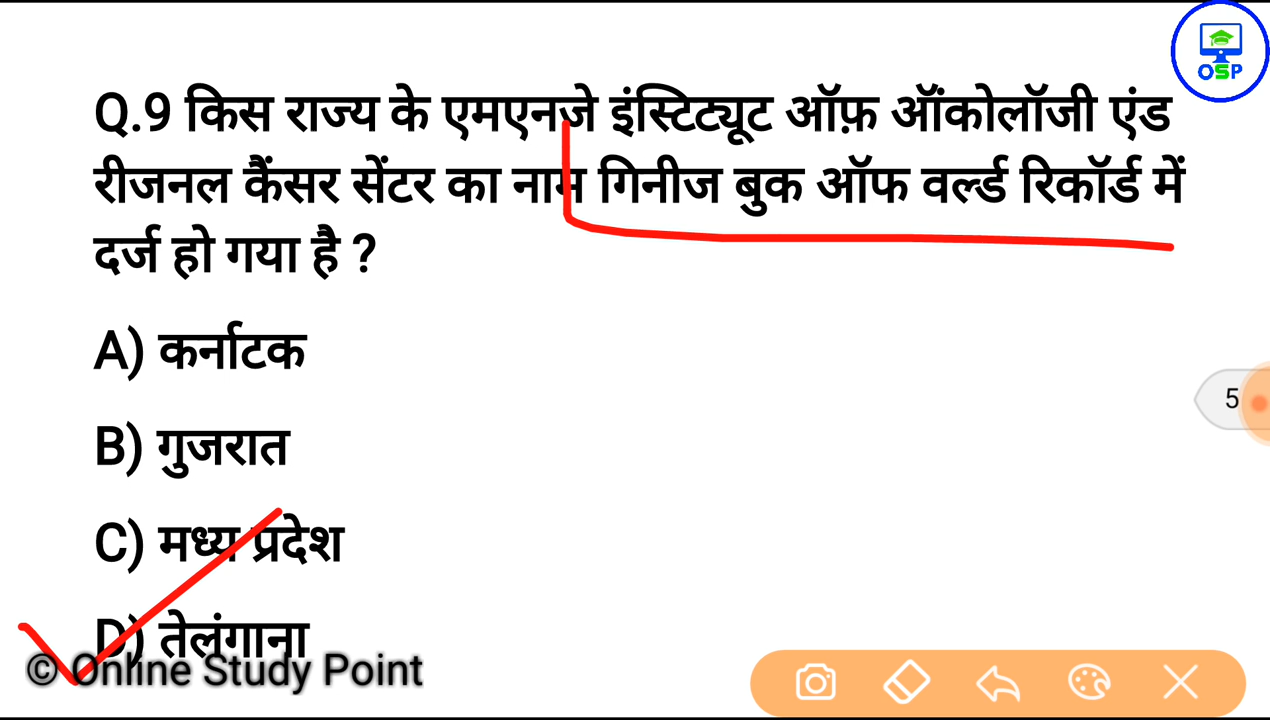 OSP
Q.9 किस राज्य के एमएनजे इंस्टिट्यूट ऑफ़ ऑंकोलॉजी एंड
रीजनल कैंसर सेंटर का नाम गिनीज बुक ऑफ वर्ल्ड रिकॉर्ड में
दर्ज हो गया है ?
A) कर्नाटक
5
B) गुजरात
C) मध्य प्रदेश
D) तेलंगाना
© Online Study Point